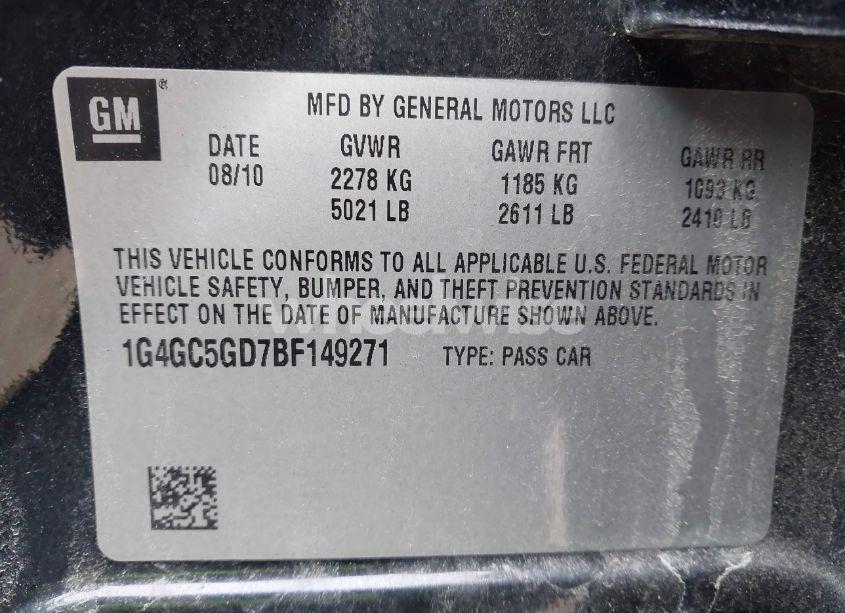 GM®
MFD BY GENERAL MOTORS LLC
DATE GVWR GAWR FRT GAWR RR
08/10 2278 KG 1185 KG 1093 KG
5021 LB 2611 LB 2410 LB
THIS VEHICLE CONFORMS TO ALL APPLICABLE U.S. FEDERAL MOTOR
VEHICLE SAFETY, BUMPER, AND THEFT PREVENTION STANDARDS IN
EFFECT ON THE DATE OF MANUFACTURE SHOWN ABOVE.
1G4GC5GD7BF149271 TYPE: PASS CAR